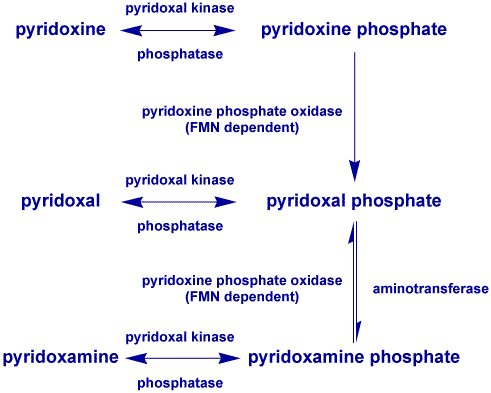 pyridoxine
pyridoxal kinase
phosphatase
pyridoxine phosphate
pyridoxine phosphate oxidase
(FMN dependent)
pyridoxal
pyridoxal kinase
phosphatase
pyridoxal phosphate
pyridoxine phosphate oxidase
(FMN dependent)
aminotransferase
pyridoxamine
pyridoxal kinase
phosphatase
pyridoxamine phosphate